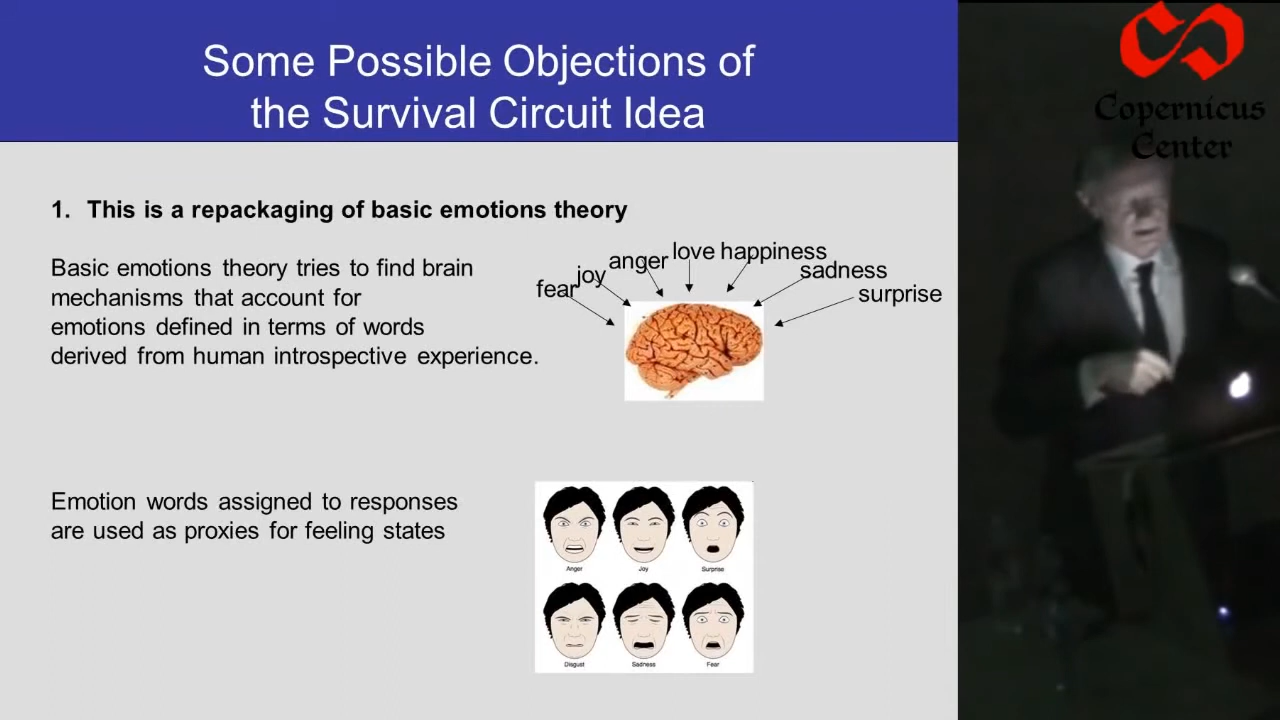 Some Possible Objections of
the Survival Circuit Idea
Copernicus
Center
1. This is a repackaging of basic emotions theory
Basic emotions theory tries to find brain
mechanisms that account for
emotions defined in terms of words
derived from human introspective experience.
fear
joy
anger
love
happiness
sadness
surprise
Emotion words assigned to responses
are used as proxies for feeling states
Anger
Joy
Surprise
Disgust
Sadness
Fear